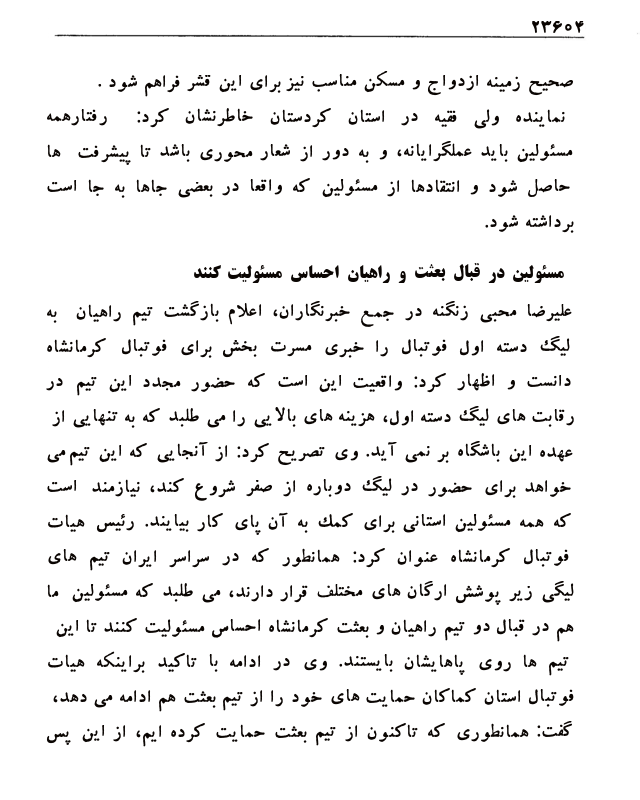 ۲۳۶۰۴
صحیح زمینه ازدواج و مسکن مناسب نیز برای این قشر فراهم شود .
نماینده ولی فقیه در استان کردستان خاطرنشان کرد: رفتارهمه
مسئولین باید عملگرایانه، و به دور از شعار محوری باشد تا پیشرفت ها
حاصل شود و انتقادها از مسئولین که واقعا در بعضی جاها به جا است
برداشته شود.
مسئولین در قبال بعثت و راهیان احساس مسئولیت کنند
علیرضا محبی زنگنه در جمع خبرنگاران، اعلام بازگشت تیم راهیان به
لیگ دسته اول فوتبال را خبری مسرت بخش برای فوتبال کرمانشاه
دانست و اظهار کرد: واقعیت این است که حضور مجدد این تیم در
رقابت های لیگ دسته اول، هزینه های بالایی را می طلبد که به تنهایی از
عهده این باشگاه بر نمی آید. وی تصریح کرد: از آنجایی که این تیم می
خواهد برای حضور در لیگ دوباره از صفر شروع کند، نیازمند است
که همه مسئولین استانی برای کمک به آن پای کار بیایند. رئیس هیات
فوتبال کرمانشاه عنوان کرد: همانطور که در سراسر ایران تیم های
لیگی زیر پوشش ارگان های مختلف قرار دارند، می طلبد که مسئولین ما
هم در قبال دو تیم راهیان و بعثت کرمانشاه احساس مسئولیت کنند تا این
تیم ها روی پاهایشان بایستند. وی در ادامه با تاکید براینکه هیات
فوتبال استان کماکان حمایت های خود را از تیم بعثت هم ادامه می دهد،
گفت: همانطوری که تاکنون از تیم بعثت حمایت کرده ایم، از این پس